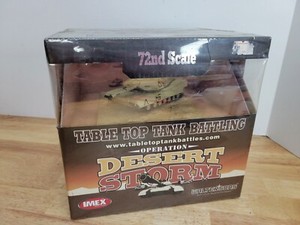 72nd Scale
TABLE TOP TANK BATTLING
www.tabletoptankbattles.com
OPERATION
DESERT
STORM
IMEX